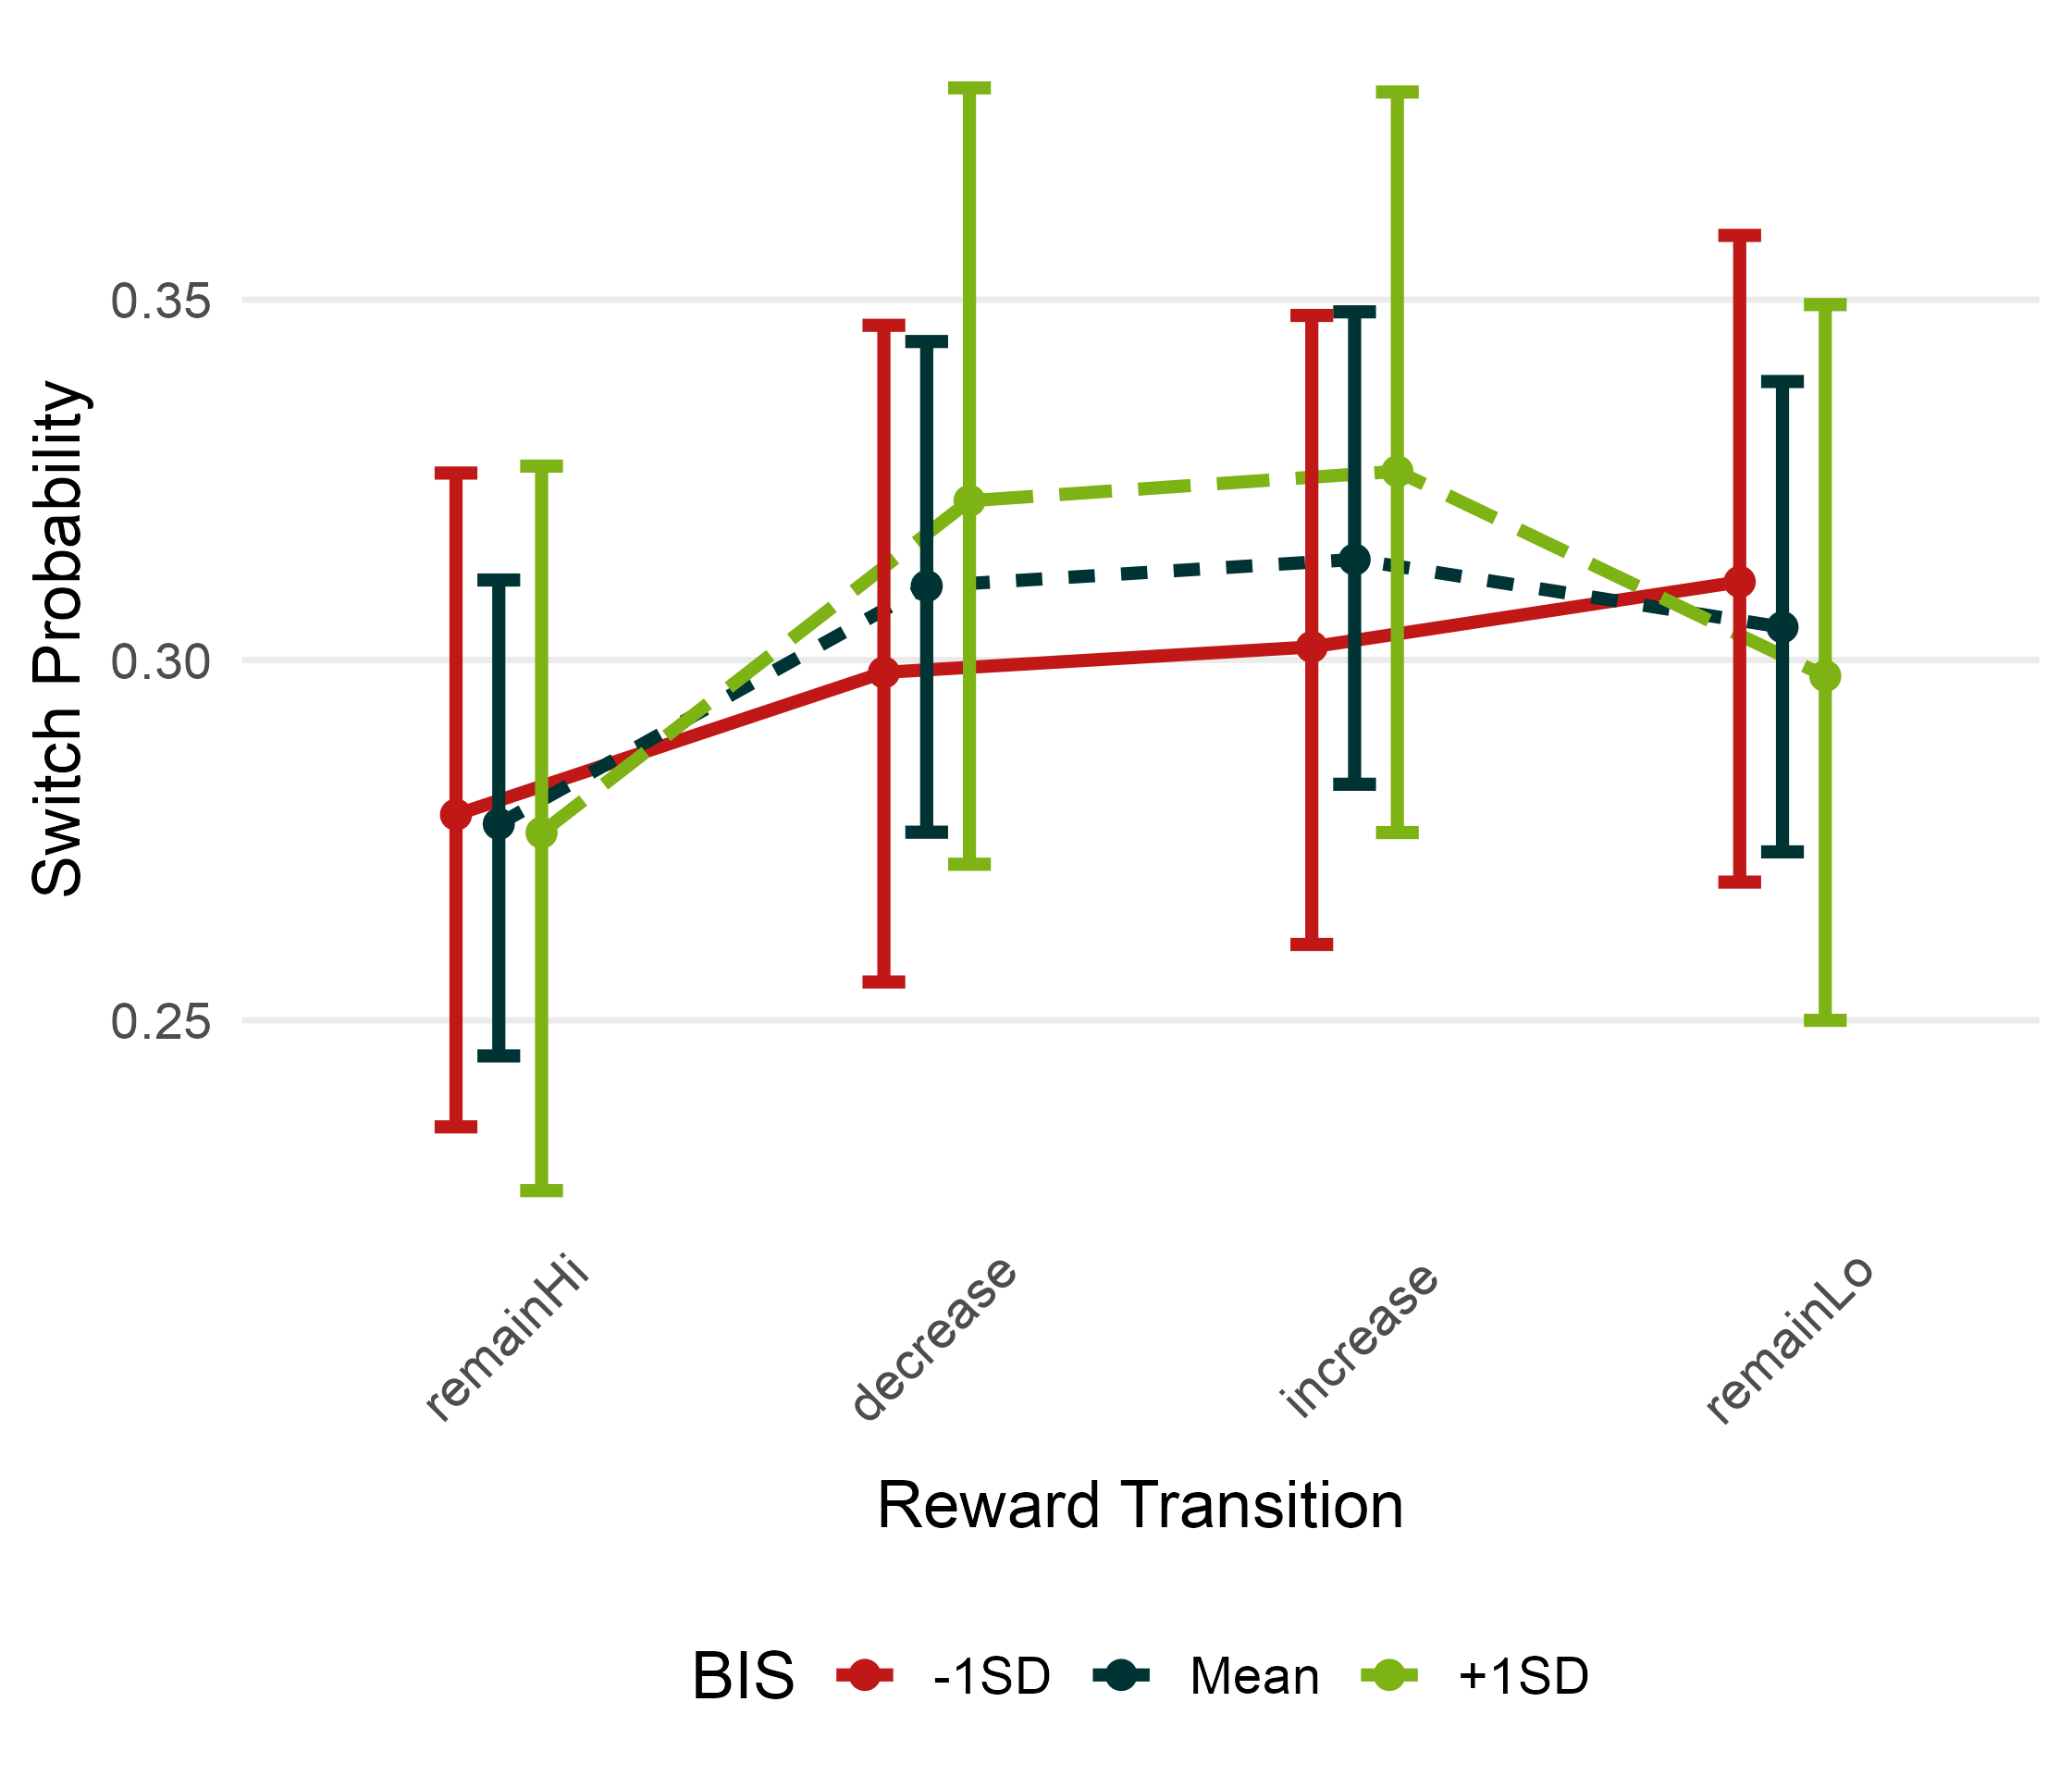 Switch Probability
0.35
0.30
0.25
remainHi
decrease
increase
remainLo
Reward Transition
BIS -1SD Mean +1SD